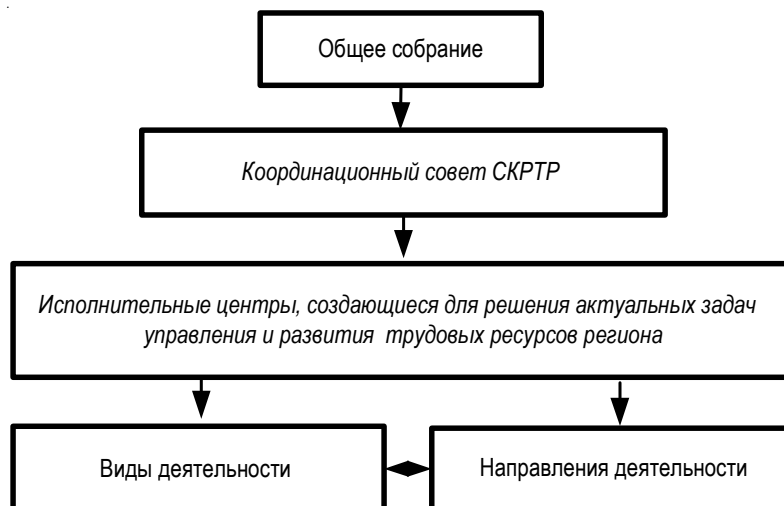 Общее собрание
Координационный совет СКРТР
Исполнительные центры, создающиеся для решения актуальных задач
управления и развития трудовых ресурсов региона
Виды деятельности
Направления деятельности